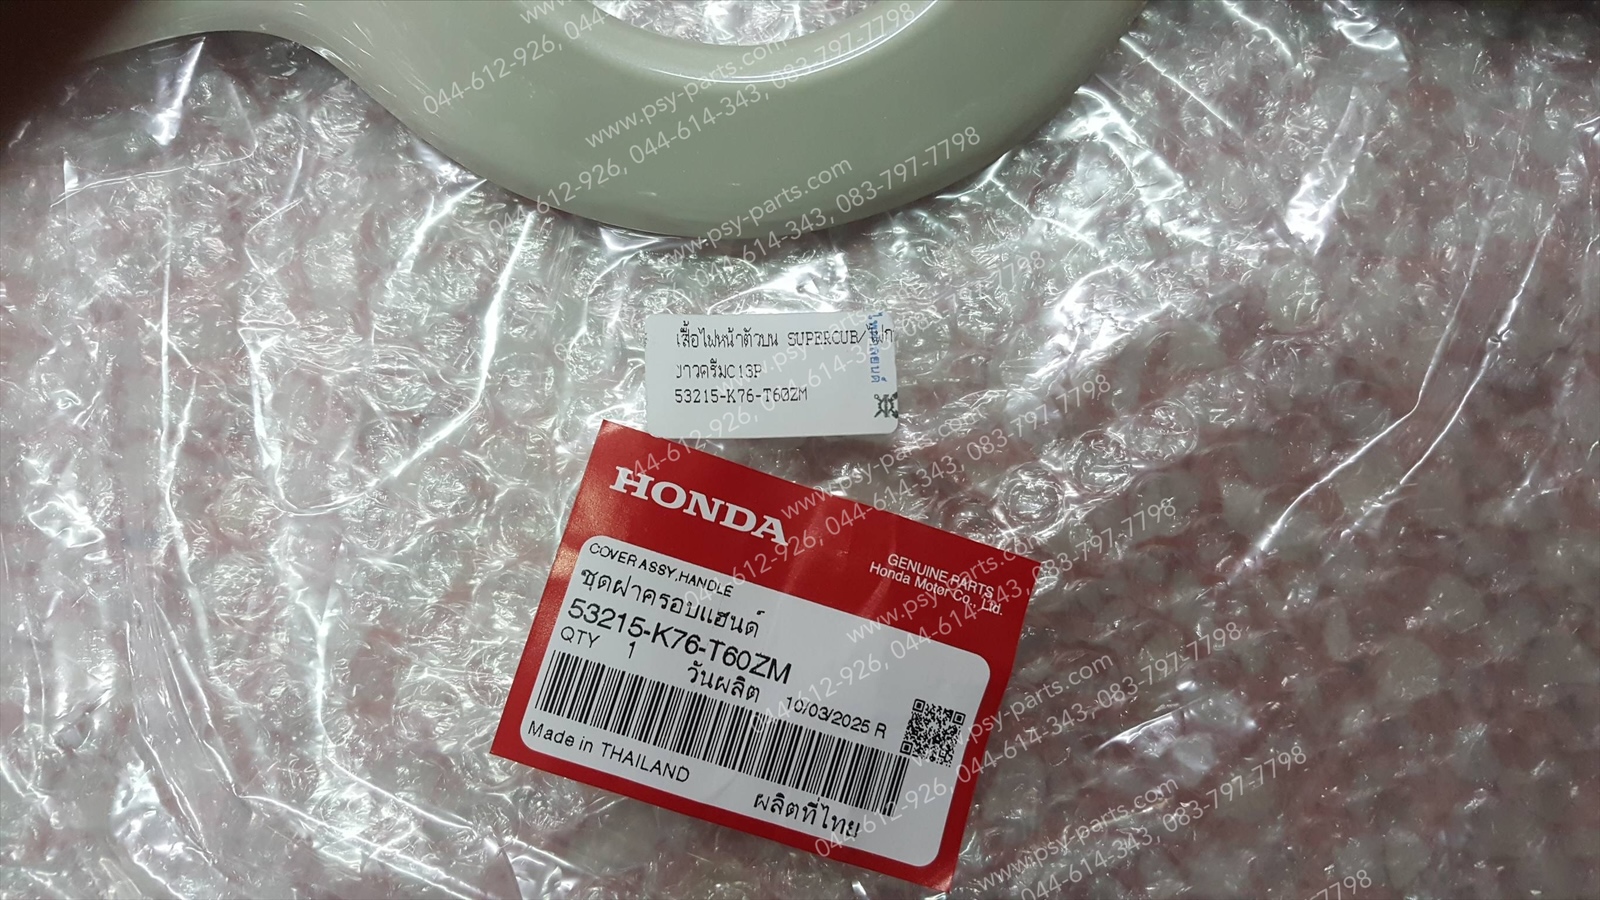 เสื้อไฟหน้าตัวบน SUPERCUB/
ขาวครีมC13P
53215-K76-T60ZM
HONDA
GENUINE PARTS
Honda Motor Co., Ltd.
COVER ASSY,HANDLE
ชุดฝาครอบแฮนด์
53215-K76-T60ZM
QTY 1
วันผลิต 10/03/2025 R
Made in THAILAND
ผลิตที่ไทย
www.psy-parts.com
044-612-926, 044-614-343, 083-797-7798